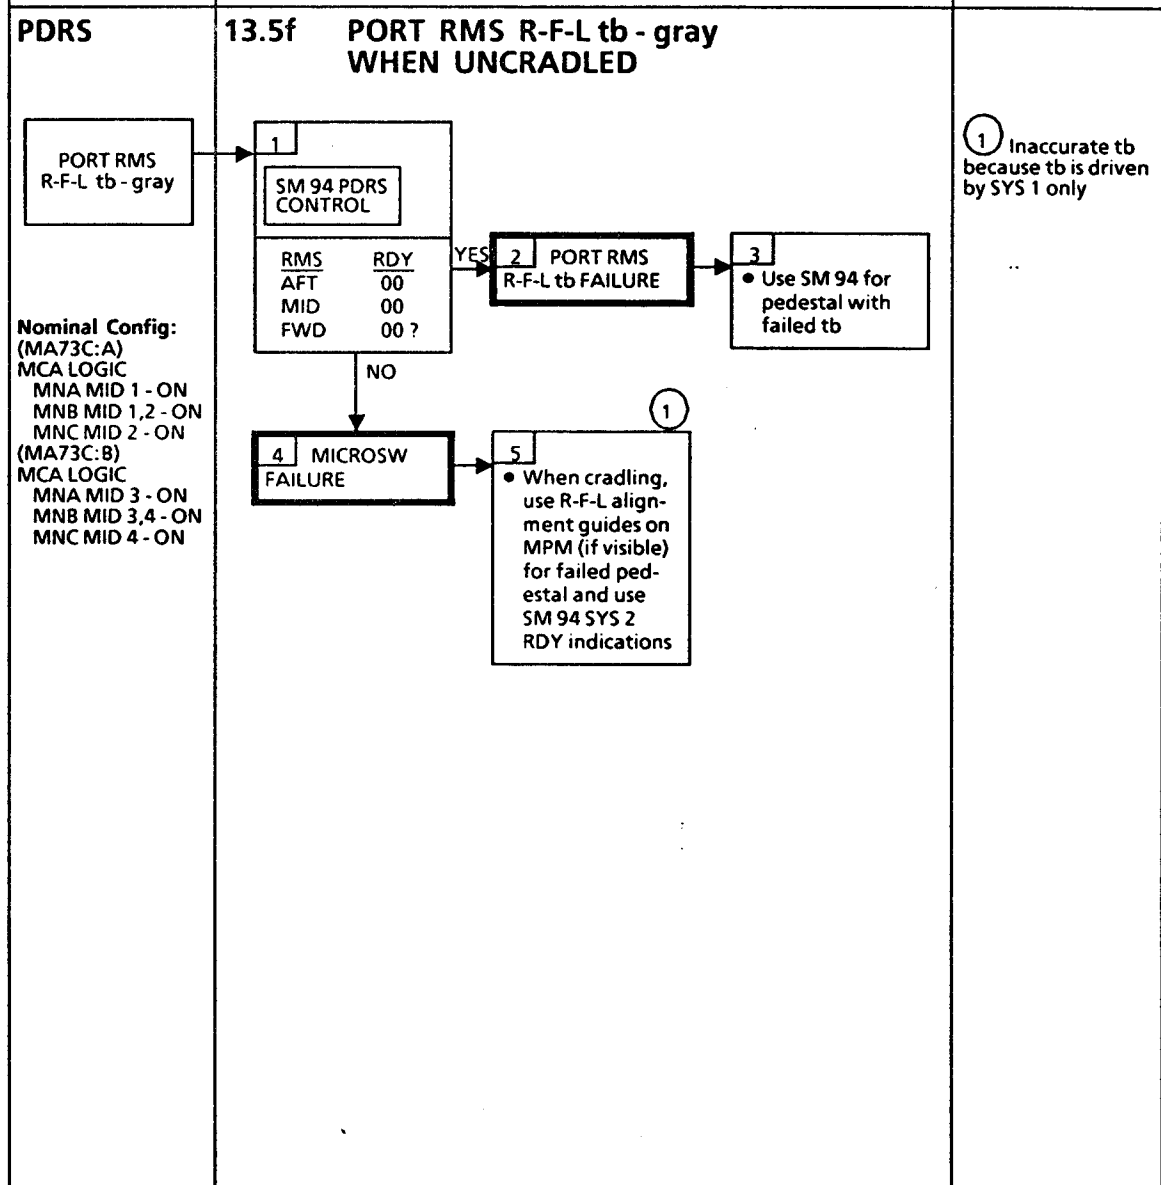 PDRS
13.5f PORT RMS R-F-L tb - gray
WHEN UNCRADLED
PORT RMS
R-F-L tb - gray
1
SM 94 PDRS
CONTROL
RMS RDY
AFT 00
MID 00
FWD 00 ?
YES
2 PORT RMS
R-F-L tb FAILURE
3
● Use SM 94 for
pedestal with
failed tb
1 Inaccurate tb
because tb is driven
by SYS 1 only
NO
Nominal Config:
(MA73C:A)
MCA LOGIC
MNA MID 1 - ON
MNB MID 1,2 - ON
MNC MID 2 - ON
(MA73C:B)
MCA LOGIC
MNA MID 3 - ON
MNB MID 3,4 - ON
MNC MID 4 - ON
4 MICROSW
FAILURE
1
5
● When cradling,
use R-F-L align-
ment guides on
MPM (if visible)
for failed ped-
estal and use
SM 94 SYS 2
RDY indications